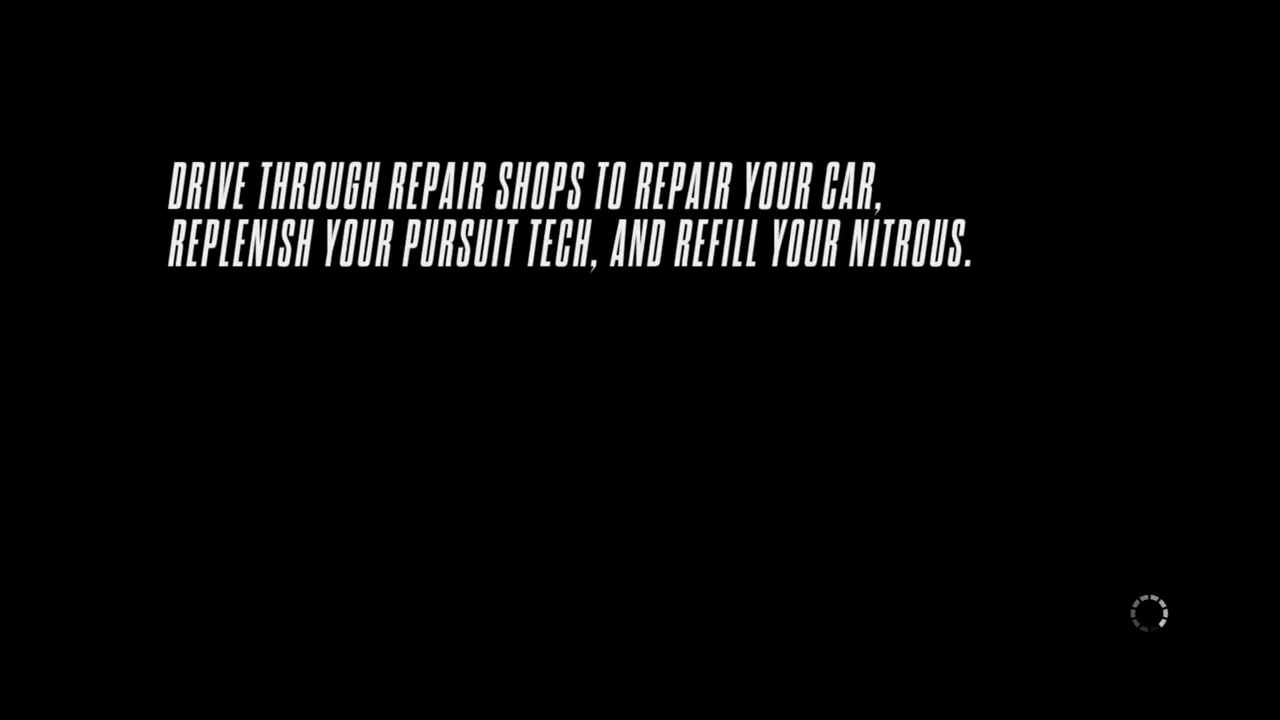 DRIVE THROUGH REPAIR SHOPS TO REPAIR YOUR CAR,
REPLENISH YOUR PURSUIT TECH, AND REFILL YOUR NITROUS.